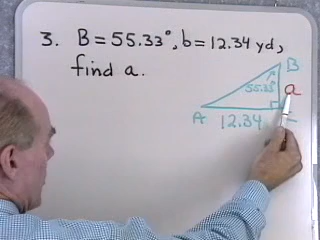 3. B = 55.33°, b = 12.34 yd,
find a.
B
55.33°
a
A
12.34